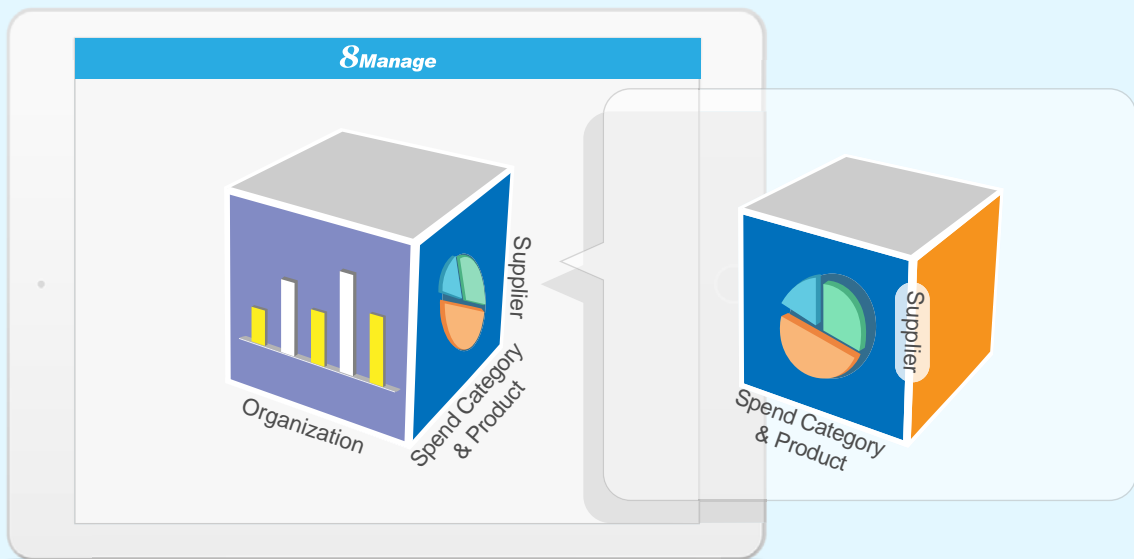 8Manage
Supplier
Organization
Spend Category
& Product
Supplier
Spend Category
& Product